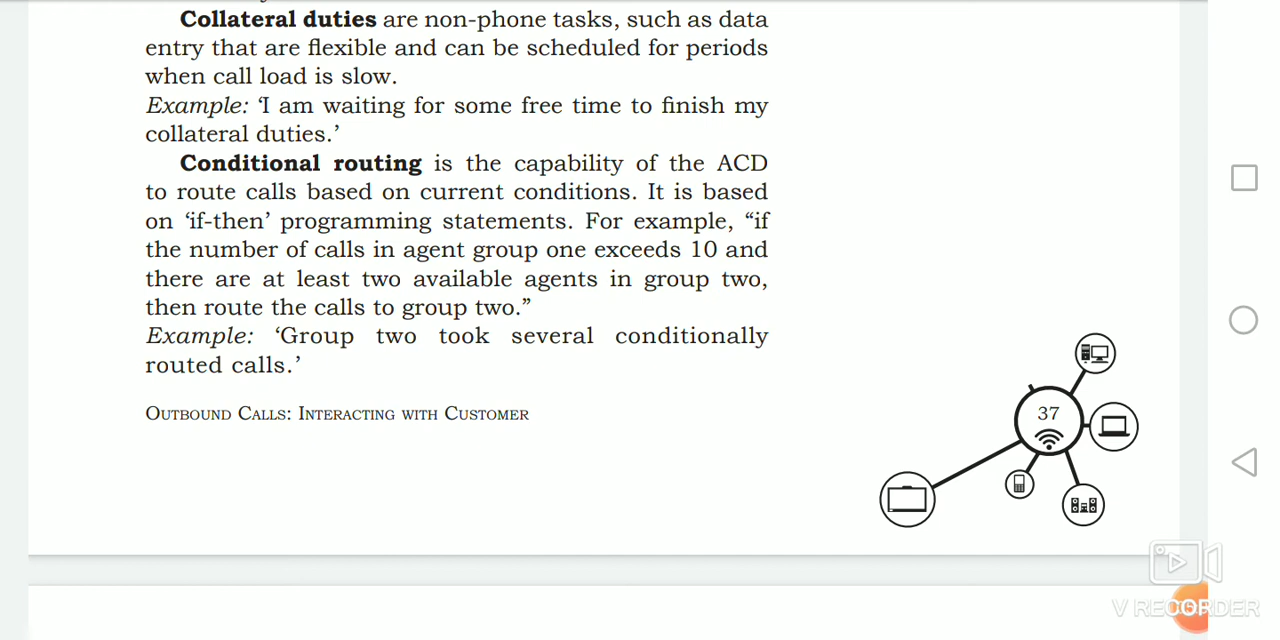 Collateral duties are non-phone tasks, such as data
entry that are flexible and can be scheduled for periods
when call load is slow.
Example: ‘I am waiting for some free time to finish my
collateral duties.’
Conditional routing is the capability of the ACD
to route calls based on current conditions. It is based
on ‘if-then’ programming statements. For example, “if
the number of calls in agent group one exceeds 10 and
there are at least two available agents in group two,
then route the calls to group two.”
Example: ‘Group two took several conditionally
routed calls.’
Outbound Calls: Interacting with Customer
37
V RECORDER